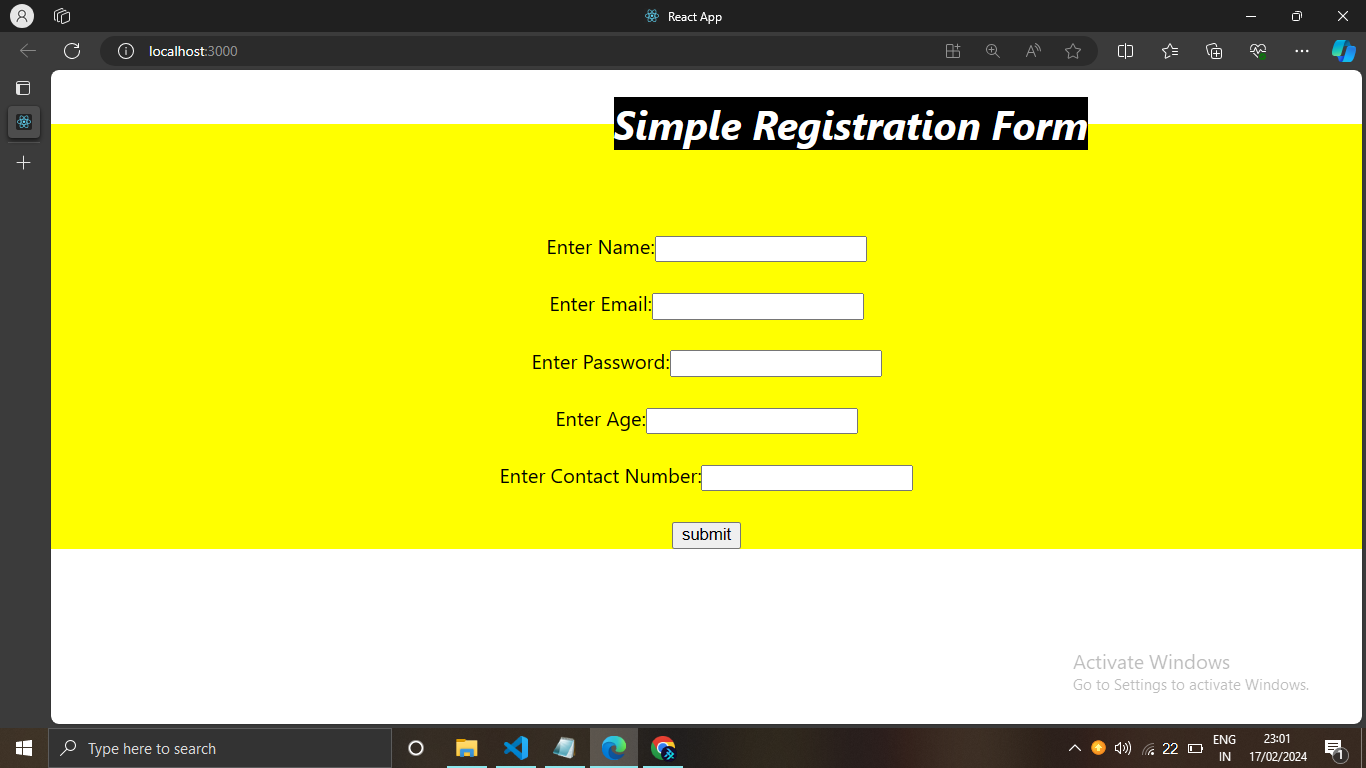 React App
localhost:3000
Simple Registration Form
Enter Name:
Enter Email:
Enter Password:
Enter Age:
Enter Contact Number:
submit
Activate Windows
Go to Settings to activate Windows.
Type here to search
22
ENG
IN
23:01
17/02/2024
1